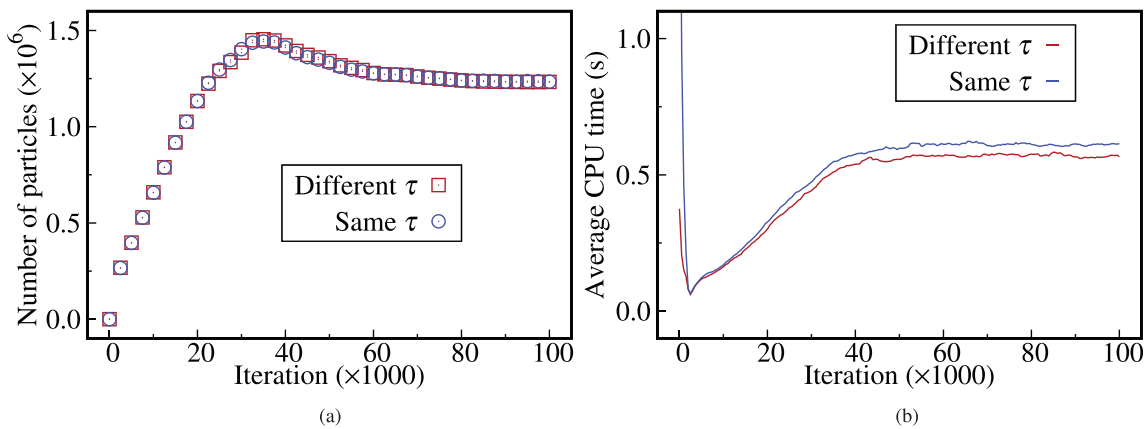 Number of particles (×10⁶)
1.5
1.0
0.5
0.0
Different τ
Same τ
0 20 40 60 80 100
Iteration (×1000)
(a)
Average CPU time (s)
1.0
0.5
0.0
Different τ
Same τ
0 20 40 60 80 100
Iteration (×1000)
(b)